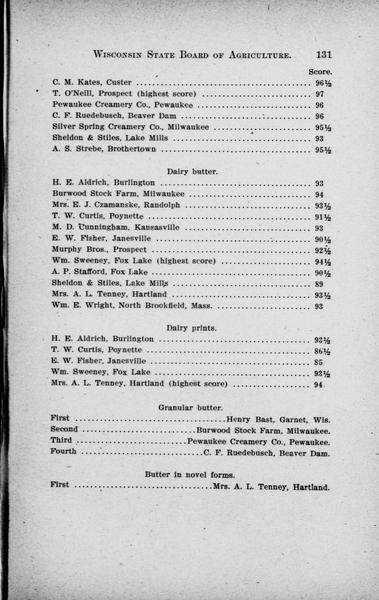 WISCONSIN STATE BOARD OF AGRICULTURE. 131
Score.
C. M. Kates, Custer .................................... 96½
T. O'Neill, Prospect (highest score) ...................... 97
Pewaukee Creamery Co., Pewaukee ...................... 96
C. F. Ruedebusch, Beaver Dam .......................... 96
Silver Spring Creamery Co., Milwaukee .................. 95½
Sheldon & Stiles, Lake Mills ............................. 93
A. S. Strebe, Brothertown ............................... 95½
Dairy butter.
H. E. Aldrich, Burlington ................................ 93
Burwood Stock Farm, Milwaukee ........................ 94
Mrs. E. J. Czamanske, Randolph ......................... 93½
T. W. Curtis, Poynette .................................. 91½
M. D. Cunningham, Kansasville .......................... 93
E. W. Fisher, Janesville ................................. 90½
Murphy Bros., Prospect .................................. 92½
Wm. Sweeney, Fox Lake (highest score) .................. 94½
A. P. Stafford, Fox Lake ................................. 90½
Sheldon & Stiles, Lake Mills ............................. 89
Mrs. A. L. Tenney, Hartland ............................. 93½
Wm. E. Wright, North Brookfield, Mass. .................. 93
Dairy prints.
H. E. Aldrich, Burlington ................................ 93½
T. W. Curtis, Poynette .................................. 86½
E. W. Fisher, Janesville ................................. 85
Wm. Sweeney, Fox Lake ................................. 93½
Mrs. A. L. Tenney, Hartland (highest score) .............. 94
Granular butter.
First ..................................Henry Bast, Garnet, Wis.
Second ..........................Burwood Stock Farm, Milwaukee.
Third ..........................Pewaukee Creamery Co., Pewaukee.
Fourth ............................C. F. Ruedebusch, Beaver Dam.
Butter in novel forms.
First ................................Mrs. A. L. Tenney, Hartland.